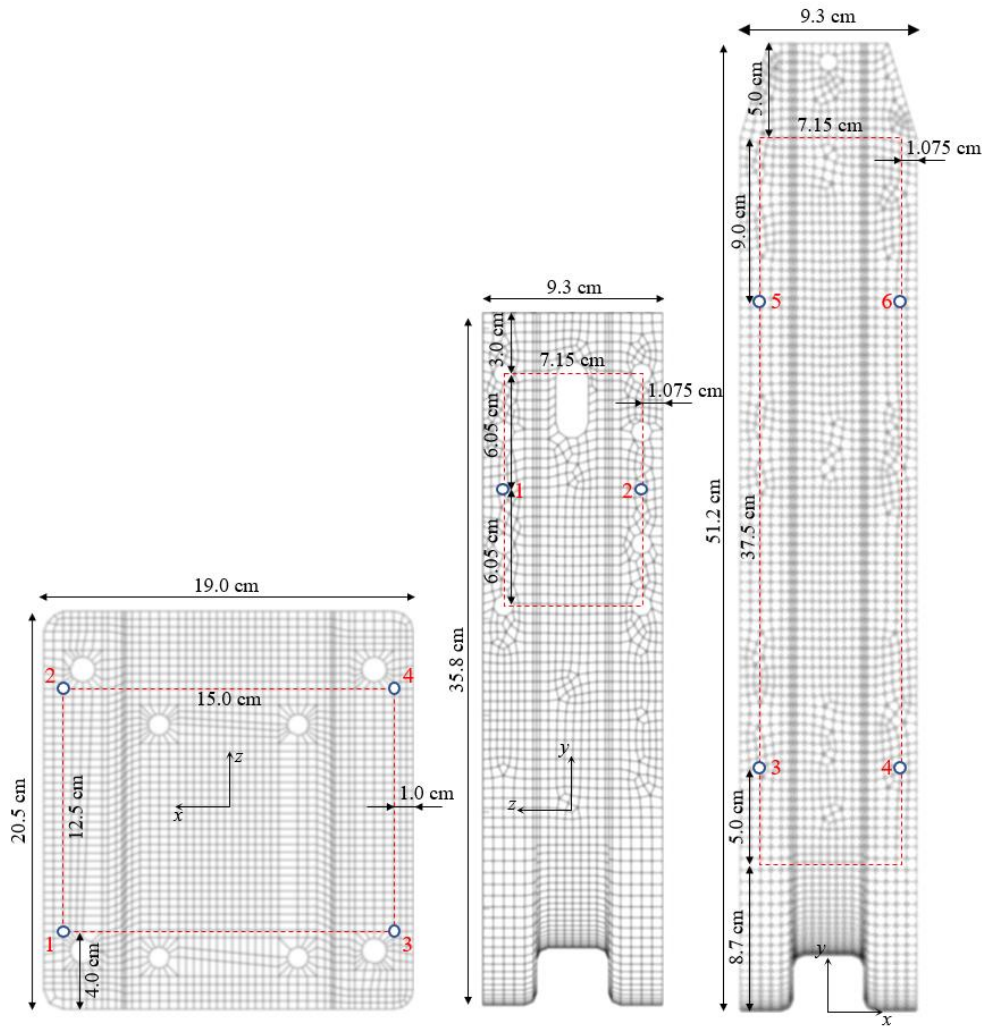 19.0 cm
20.5 cm
2
4
15.0 cm
z
x
12.5 cm
1.0 cm
1
3
4.0 cm
9.3 cm
35.8 cm
3.0 cm
7.15 cm
1.075 cm
6.05 cm
1
2
6.05 cm
y
z
9.3 cm
5.0 cm
7.15 cm
1.075 cm
9.0 cm
5
6
51.2 cm
37.5 cm
3
4
5.0 cm
8.7 cm
y
x